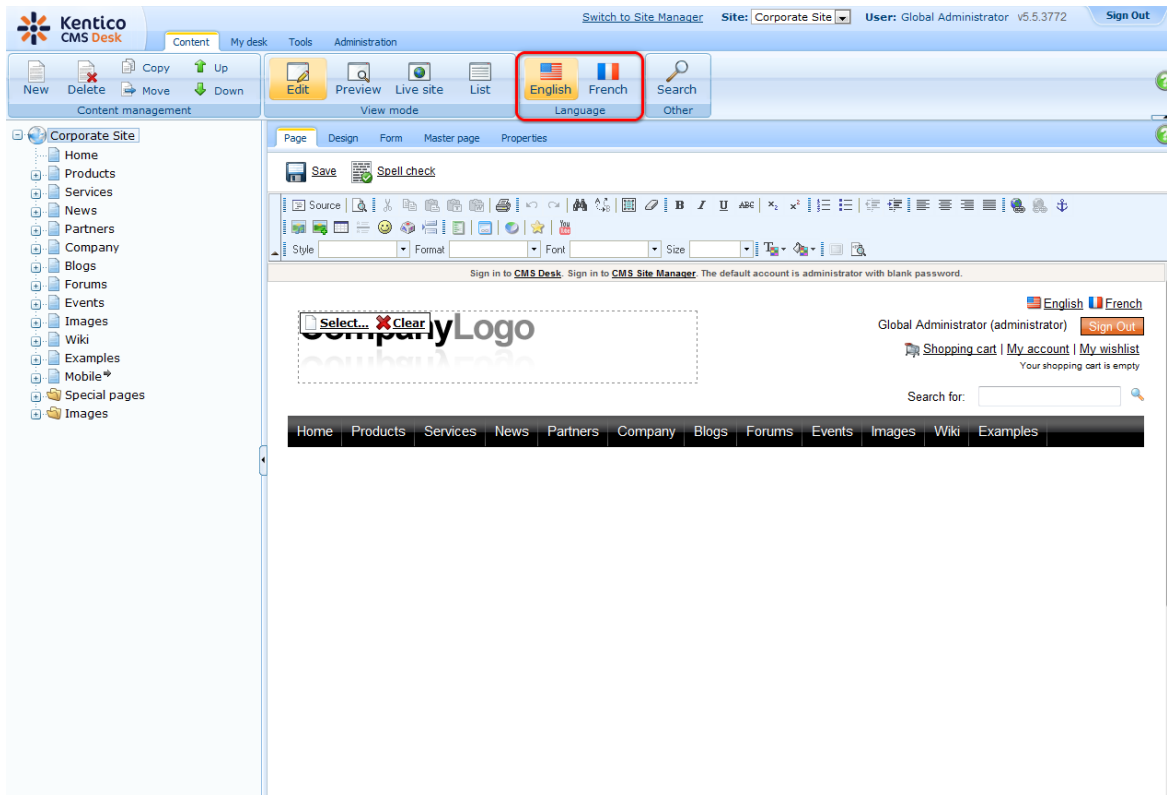 Kentico
CMS Desk
Switch to Site Manager Site: Corporate Site User: Global Administrator v5.5.3772 Sign Out
Content My desk Tools Administration
New Delete Copy Move Up Down
Content management
Edit Preview Live site List
View mode
English French
Language
Search
Other
Corporate Site
Home
Products
Services
News
Partners
Company
Blogs
Forums
Events
Images
Wiki
Examples
Mobile
Special pages
Images
Page Design Form Master page Properties
Save Spell check
Source B I U ABC x₂ x²
Style Format Font Size
Sign in to CMS Desk. Sign in to CMS Site Manager. The default account is administrator with blank password.
English French
Select... Clear
CompanyLogo
Global Administrator (administrator) Sign Out
Shopping cart | My account | My wishlist
Your shopping cart is empty
Search for:
Home Products Services News Partners Company Blogs Forums Events Images Wiki Examples